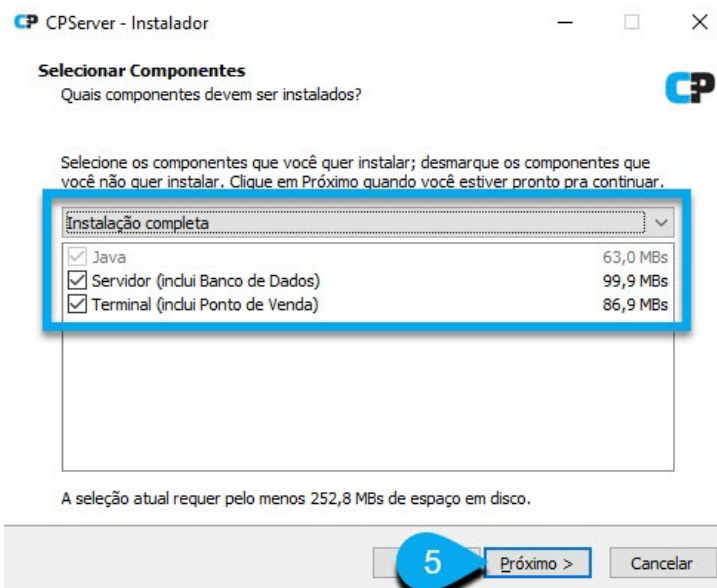 CP CPServer - Instalador
Selecionar Componentes
Quais componentes devem ser instalados?
CP
Selecione os componentes que você quer instalar; desmarque os componentes que
você não quer instalar. Clique em Próximo quando você estiver pronto pra continuar.
Instalação completa
Java 63,0 MBs
Servidor (inclui Banco de Dados) 99,9 MBs
Terminal (inclui Ponto de Venda) 86,9 MBs
A seleção atual requer pelo menos 252,8 MBs de espaço em disco.
5 Próximo > Cancelar